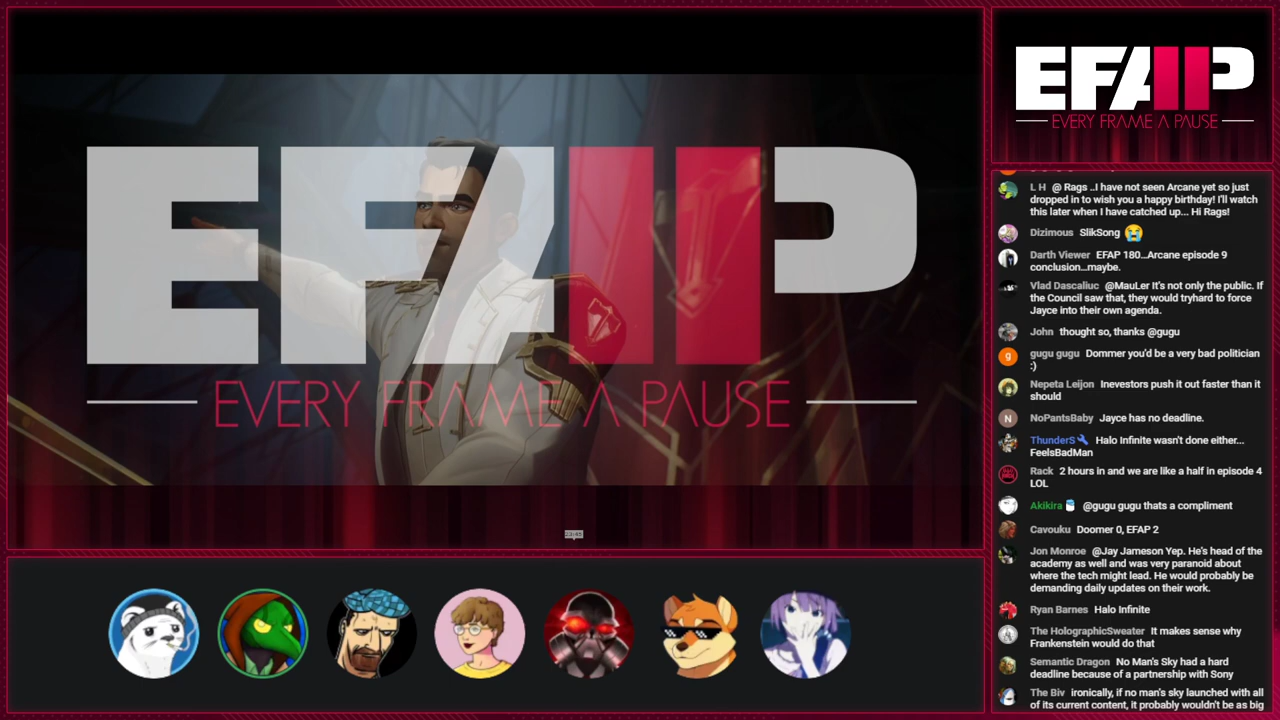 EFAP
EVERY FRAME A PAUSE
23:45
EFAP
EVERY FRAME A PAUSE
L H @ Rags ..I have not seen Arcane yet so just
dropped in to wish you a happy birthday! I'll watch
this later when I have catched up... Hi Rags!
Dizimous SlikSong 😭
Darth Viewer EFAP 180...Arcane episode 9
conclusion...maybe.
Vlad Dascaliuc @MauLer It's not only the public. If
the Council saw that, they would tryhard to force
Jayce into their own agenda.
John thought so, thanks @gugu
g
gugu gugu Dommer you'd be a very bad politician
:)
Nepeta Leijon Inevestors push it out faster than it
should
N
NoPantsBaby Jayce has no deadline.
ThunderS Halo Infinite wasn't done either...
FeelsBadMan
Rack 2 hours in and we are like a half in episode 4
LOL
Akikira @gugu gugu thats a compliment
Cavouku Doomer 0, EFAP 2
Jon Monroe @Jay Jameson Yep. He's head of the
academy as well and was very paranoid about
where the tech might lead. He would probably be
demanding daily updates on their work.
Ryan Barnes Halo Infinite
The HolographicSweater It makes sense why
Frankenstein would do that
Semantic Dragon No Man's Sky had a hard
deadline because of a partnership with Sony
The Biv ironically, if no man's sky launched with all
of its current content, it probably wouldn't be as big